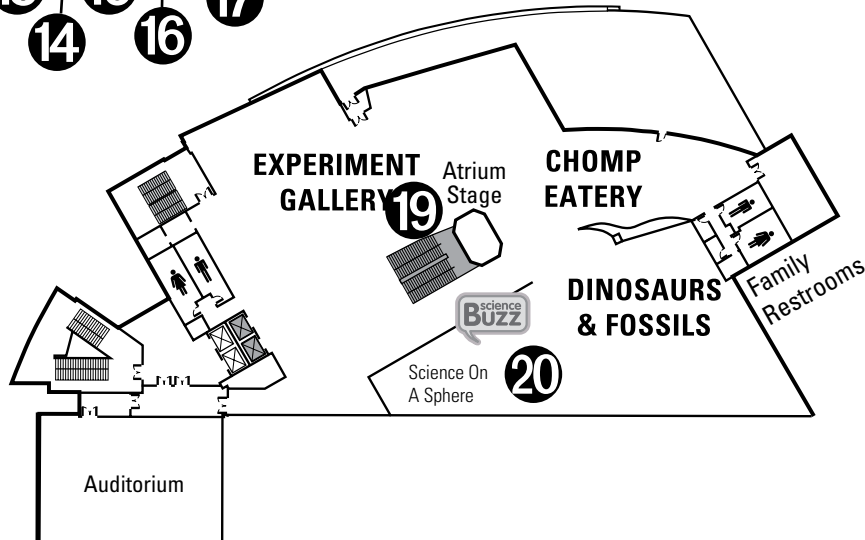 14
16
17
EXPERIMENT
GALLERY
19
Atrium
Stage
CHOMP
EATERY
Family
Restrooms
DINOSAURS
& FOSSILS
science
BUZZ
Science On
A Sphere
20
Auditorium